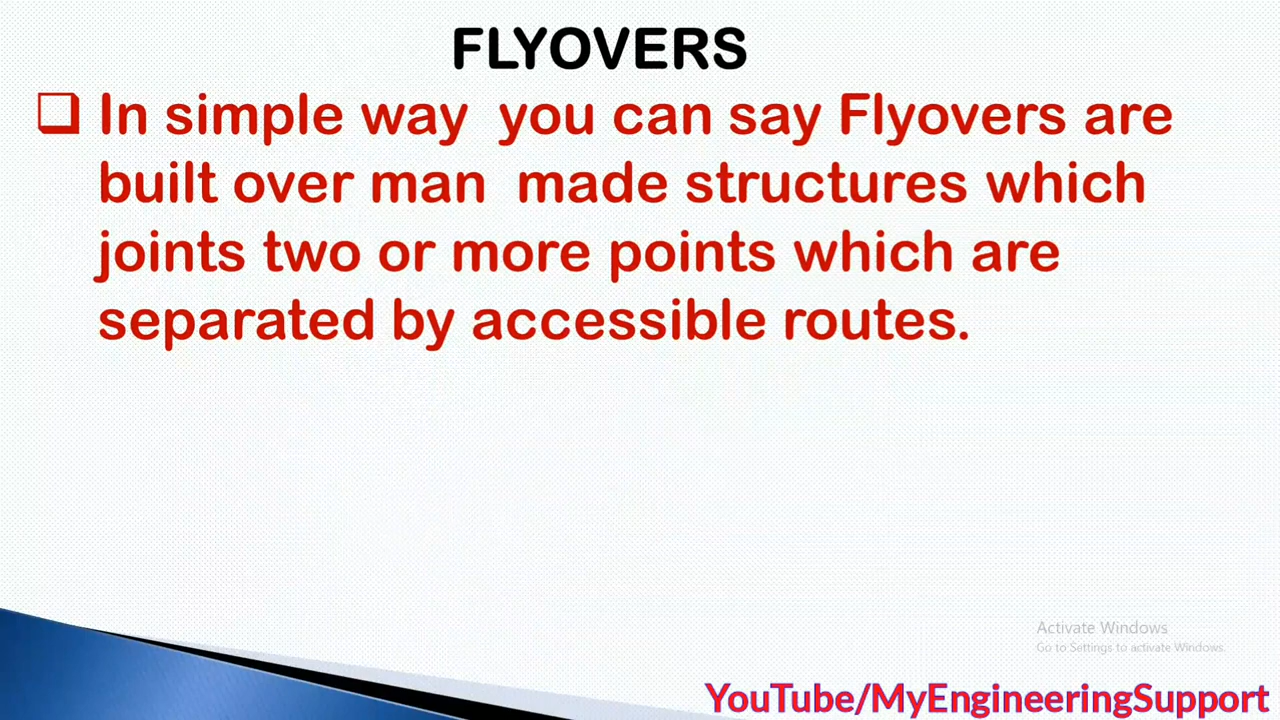 FLYOVERS
In simple way you can say Flyovers are
built over man made structures which
joints two or more points which are
separated by accessible routes.
Activate Windows
Go to Settings to activate Windows.
YouTube/MyEngineeringSupport